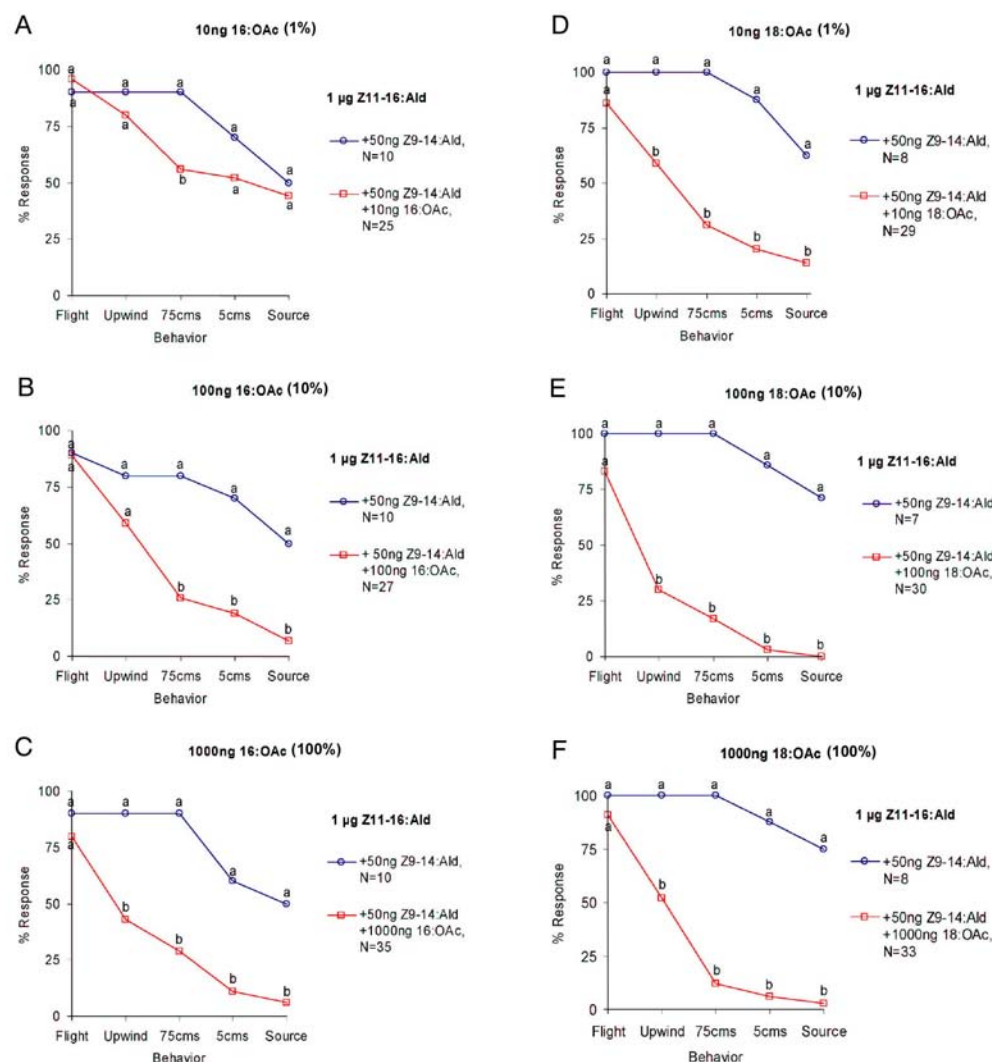 A
10ng 16:OAc (1%)
100
75
50
25
0
% Response
a a a a a
a a b a a
Flight Upwind 75cms 5cms Source
Behavior
1 µg Z11-16:Ald
+50ng Z9-14:Ald,
N=10
+50ng Z9-14:Ald
+10ng 16:OAc,
N=25
B
100ng 16:OAc (10%)
100
75
50
25
0
% Response
a a a a a
a a b b b
Flight Upwind 75cms 5cms Source
Behavior
1 µg Z11-16:Ald
+50ng Z9-14:Ald,
N=10
+ 50ng Z9-14:Ald
+100ng 16:OAc,
N=27
C
1000ng 16:OAc (100%)
100
75
50
25
0
% Response
a a a a a
a b b b b
Flight Upwind 75cms 5cms Source
Behavior
1 µg Z11-16:Ald
+50ng Z9-14:Ald,
N=10
+50ng Z9-14:Ald
+1000ng 16:OAc,
N=35
D
10ng 18:OAc (1%)
100
75
50
25
0
% Response
a a a a a
a b b b b
Flight Upwind 75cms 5cms Source
Behavior
1 µg Z11-16:Ald
+50ng Z9-14:Ald,
N=8
+50ng Z9-14:Ald
+10ng 18:OAc,
N=29
E
100ng 18:OAc (10%)
100
75
50
25
0
% Response
a a a a a
a b b b b
Flight Upwind 75cms 5cms Source
Behavior
1 µg Z11-16:Ald
+50ng Z9-14:Ald,
N=7
+50ng Z9-14:Ald
+100ng 18:OAc,
N=30
F
1000ng 18:OAc (100%)
100
75
50
25
0
% Response
a a a a a
a b b b b
Flight Upwind 75cms 5cms Source
Behavior
1 µg Z11-16:Ald
+50ng Z9-14:Ald,
N=8
+50ng Z9-14:Ald
+1000ng 18:OAc,
N=33